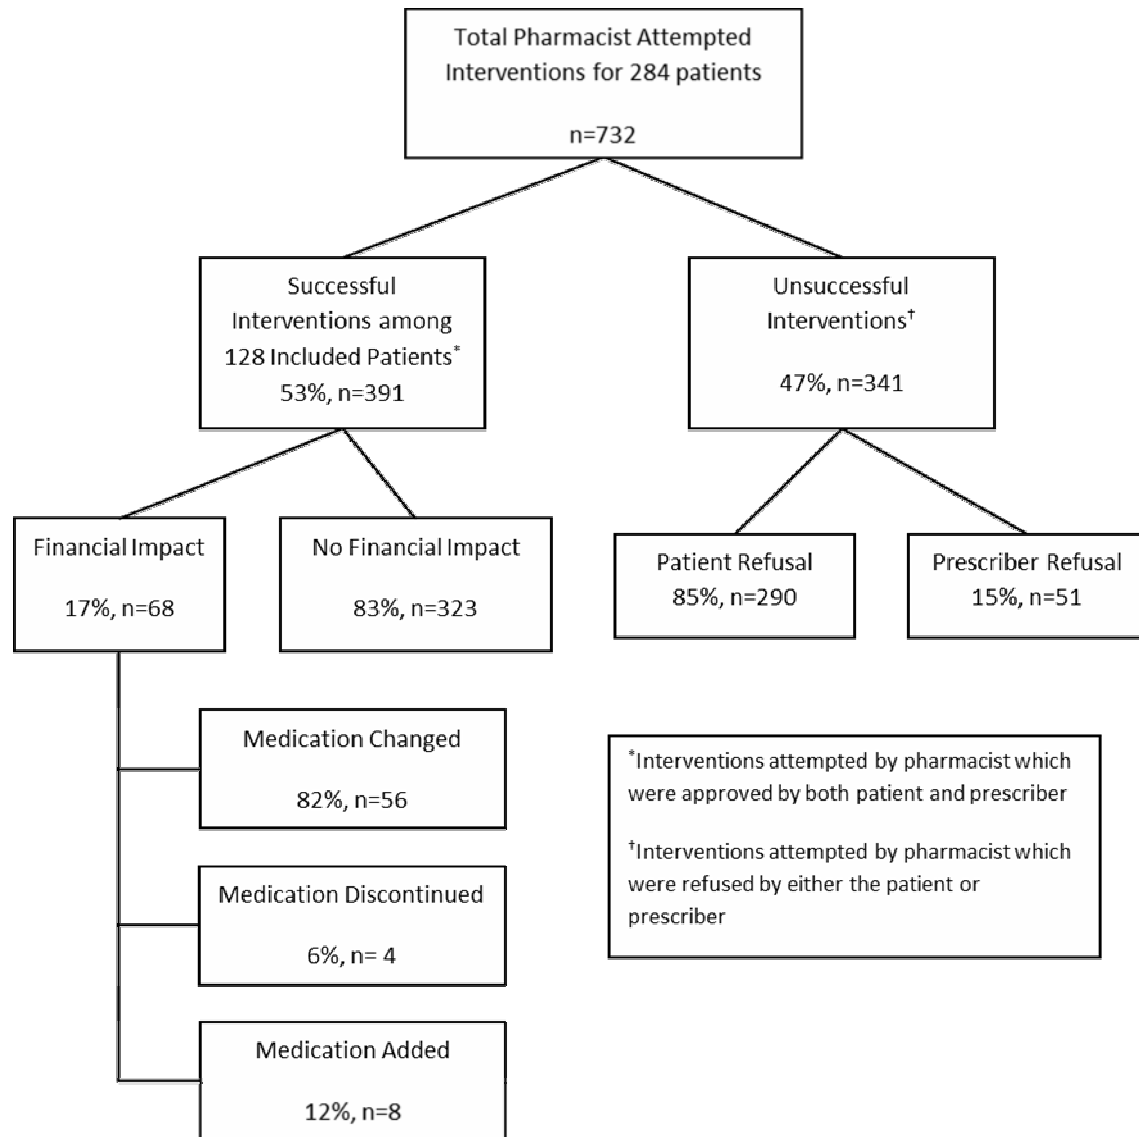 Total Pharmacist Attempted
Interventions for 284 patients
n=732
Successful
Interventions among
128 Included Patients*
53%, n=391
Unsuccessful
Interventions†
47%, n=341
Financial Impact
17%, n=68
No Financial Impact
83%, n=323
Patient Refusal
85%, n=290
Prescriber Refusal
15%, n=51
Medication Changed
82%, n=56
Medication Discontinued
6%, n= 4
Medication Added
12%, n=8
*Interventions attempted by pharmacist which
were approved by both patient and prescriber
†Interventions attempted by pharmacist which
were refused by either the patient or
prescriber